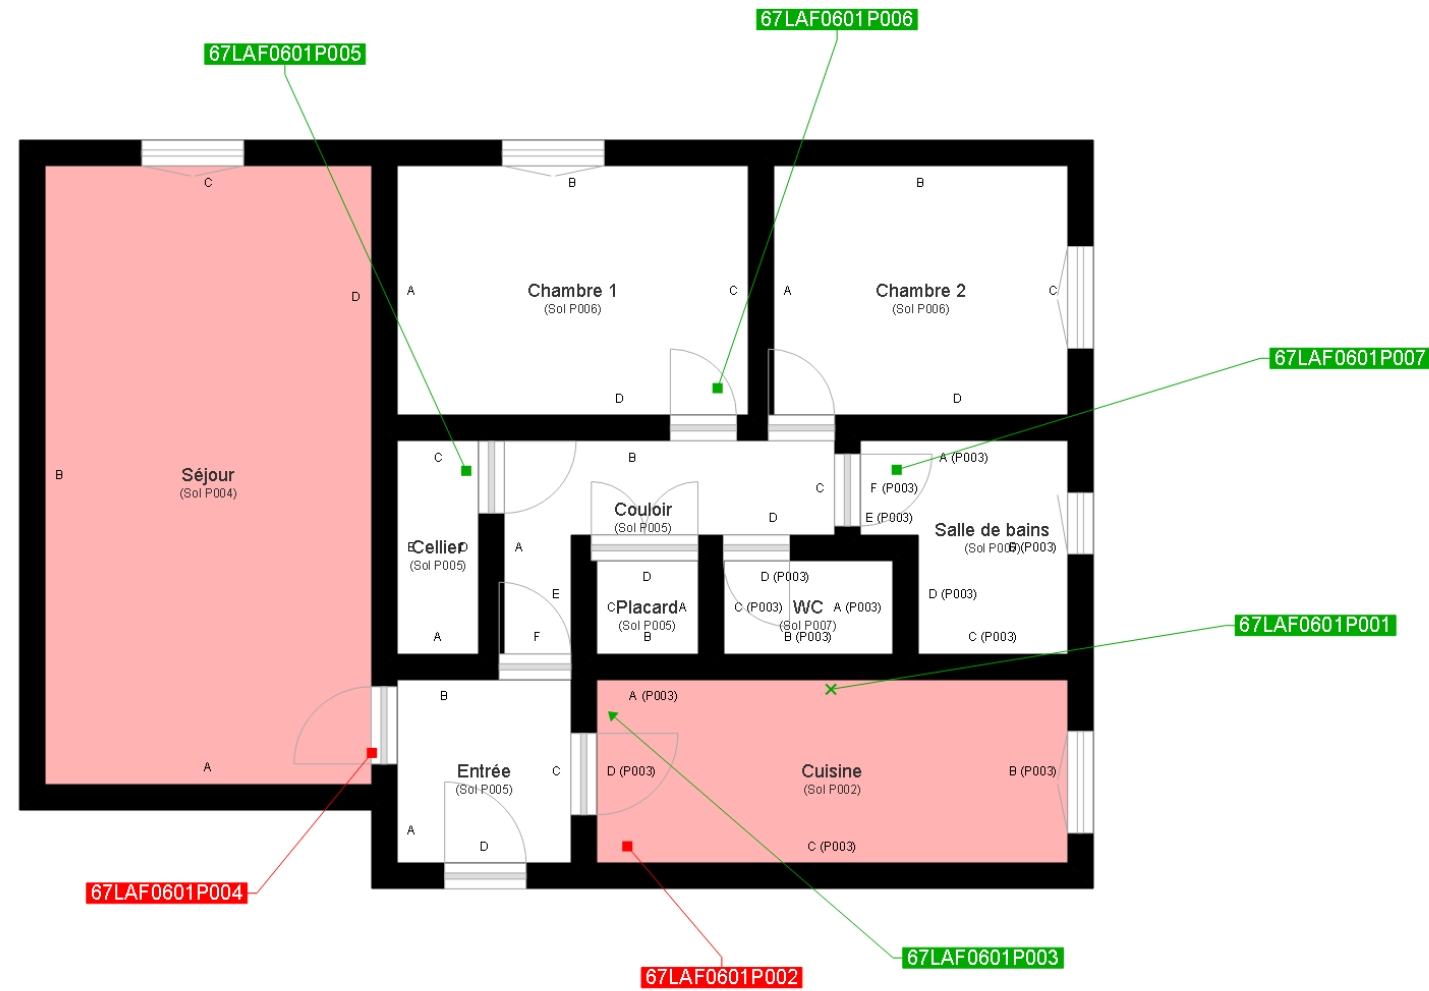 67LAF0601P006
67LAF0601P005
C
B
B
D
A
Chambre 1
(Sol P006)
C
A
Chambre 2
(Sol P006)
C
67LAF0601P007
D
D
B
Séjour
(Sol P004)
C
B
C
A (P003)
F (P003)
Couloir
(Sol P005)
D
E (P003)
Salle de bains
B (P003)
B
Cellier
D
(Sol P005)
A
D
D (P003)
E
D (P003)
C
Placard
A
(Sol P005)
C (P003)
WC
A (P003)
(Sol P007)
A
F
B
B (P003)
C (P003)
67LAF0601P001
B
A (P003)
A
Entrée
(Sol P005)
C
D (P003)
Cuisine
(Sol P002)
B (P003)
A
D
C (P003)
67LAF0601P004
67LAF0601P003
67LAF0601P002